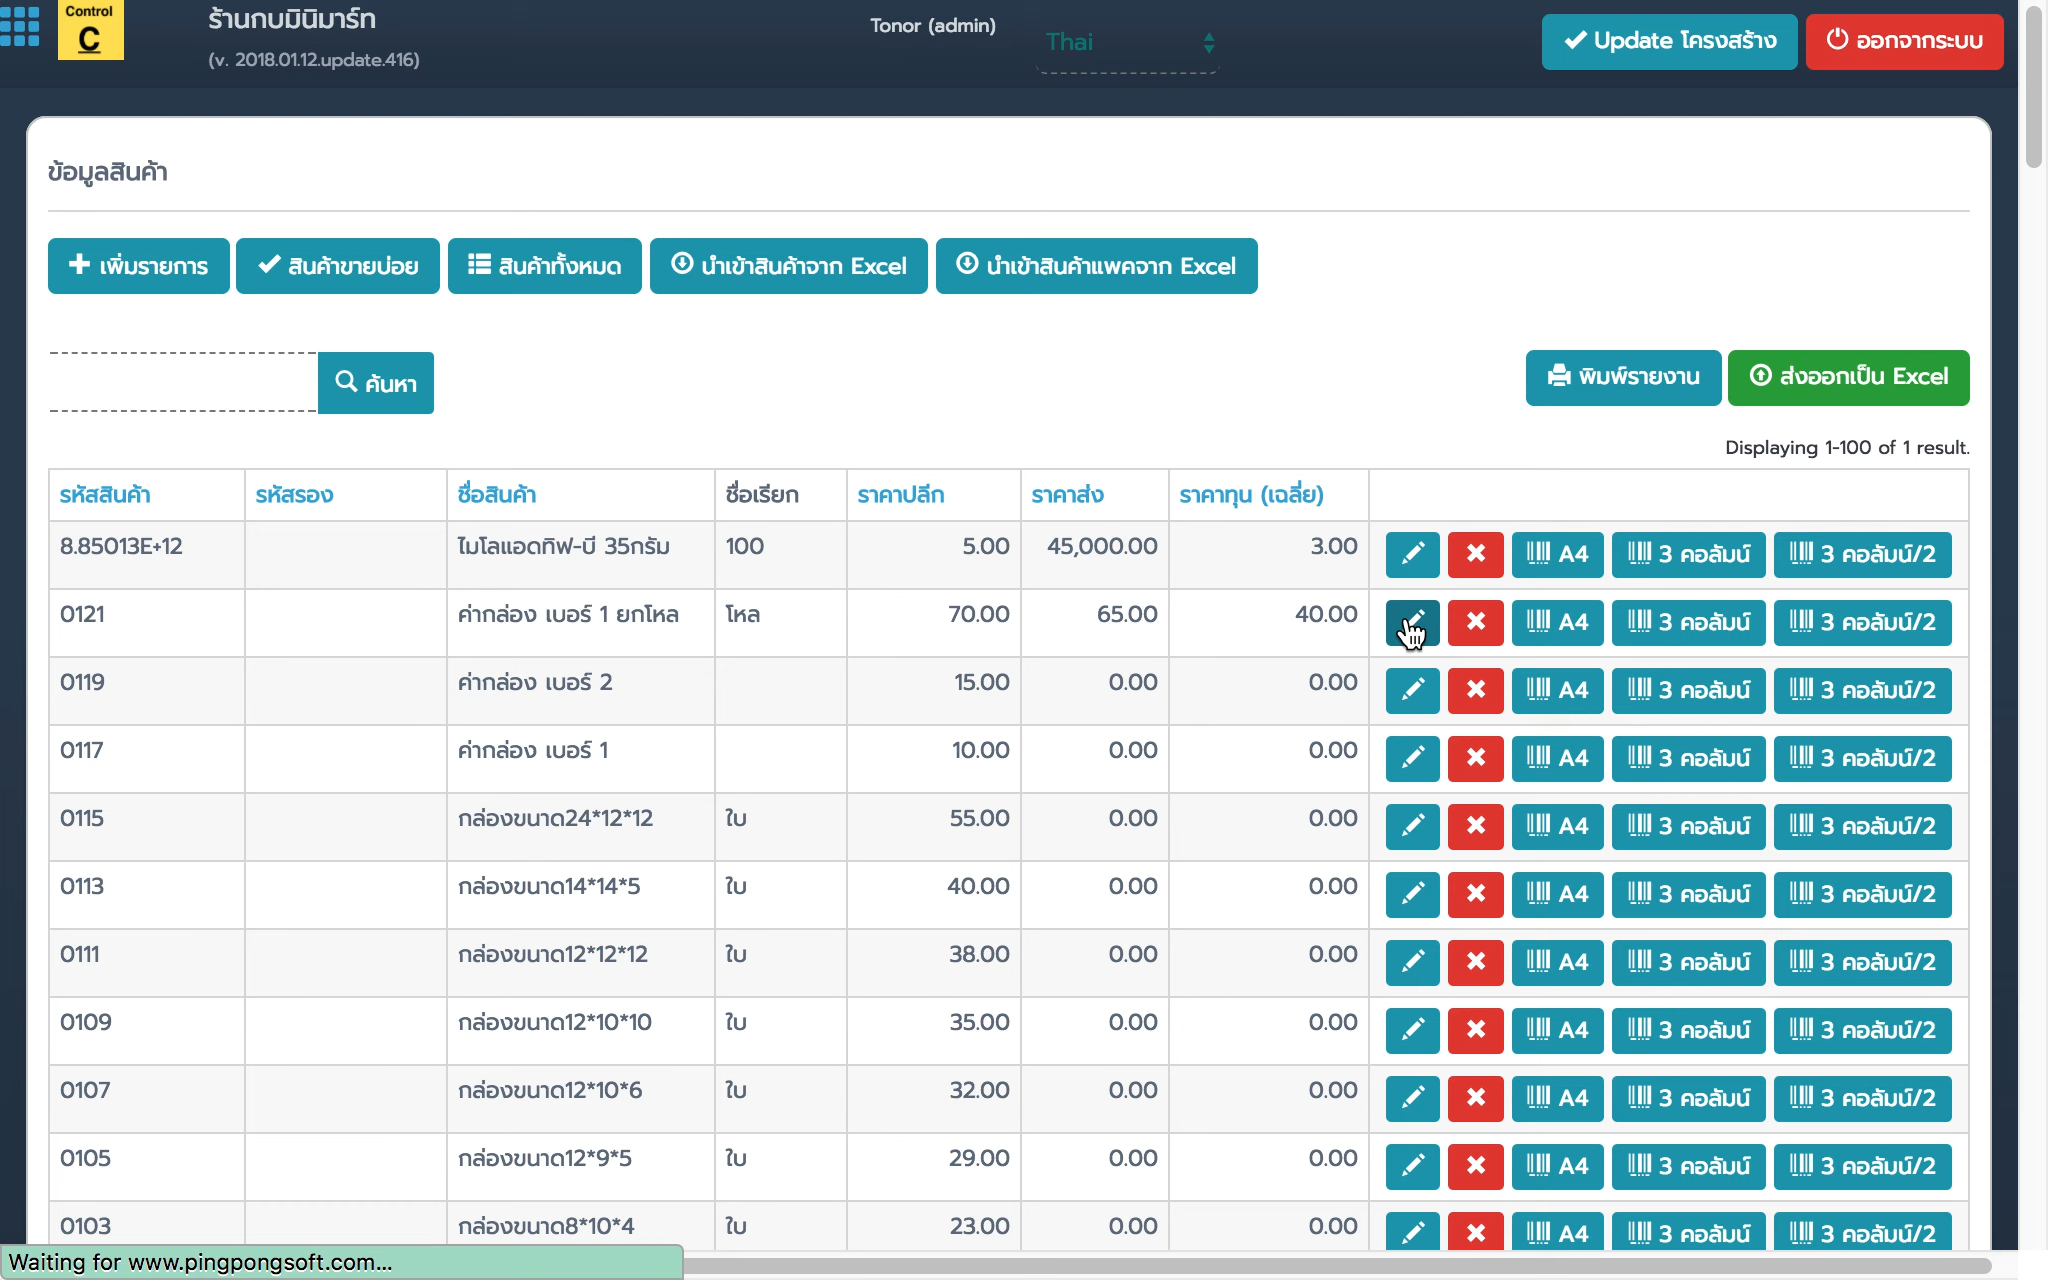 Control
C
ร้านกบมินิมาร์ท
(v. 2018.01.12.update.416)
Tonor (admin)
Thai
Update โครงสร้าง
ออกจากระบบ
ข้อมูลสินค้า
เพิ่มรายการ
สินค้าขายบ่อย
สินค้าทั้งหมด
นำเข้าสินค้าจาก Excel
นำเข้าสินค้าแพคจาก Excel
ค้นหา
พิมพ์รายงาน
ส่งออกเป็น Excel
Displaying 1-100 of 1 result.
รหัสสินค้า รหัสรอง ชื่อสินค้า ชื่อเรียก ราคาปลีก ราคาส่ง ราคาทุน (เฉลี่ย)
8.85013E+12 ไมโลแอดทิฟ-บี 35กรัม 100 5.00 45,000.00 3.00 A4 3 คอลัมน์ 3 คอลัมน์/2
0121 ค่ากล่อง เบอร์ 1 ยกโหล โหล 70.00 65.00 40.00 A4 3 คอลัมน์ 3 คอลัมน์/2
0119 ค่ากล่อง เบอร์ 2 15.00 0.00 0.00 A4 3 คอลัมน์ 3 คอลัมน์/2
0117 ค่ากล่อง เบอร์ 1 10.00 0.00 0.00 A4 3 คอลัมน์ 3 คอลัมน์/2
0115 กล่องขนาด24*12*12 ใบ 55.00 0.00 0.00 A4 3 คอลัมน์ 3 คอลัมน์/2
0113 กล่องขนาด14*14*5 ใบ 40.00 0.00 0.00 A4 3 คอลัมน์ 3 คอลัมน์/2
0111 กล่องขนาด12*12*12 ใบ 38.00 0.00 0.00 A4 3 คอลัมน์ 3 คอลัมน์/2
0109 กล่องขนาด12*10*10 ใบ 35.00 0.00 0.00 A4 3 คอลัมน์ 3 คอลัมน์/2
0107 กล่องขนาด12*10*6 ใบ 32.00 0.00 0.00 A4 3 คอลัมน์ 3 คอลัมน์/2
0105 กล่องขนาด12*9*5 ใบ 29.00 0.00 0.00 A4 3 คอลัมน์ 3 คอลัมน์/2
0103 กล่องขนาด8*10*4 ใบ 23.00 0.00 0.00 A4 3 คอลัมน์ 3 คอลัมน์/2
Waiting for www.pingpongsoft.com...